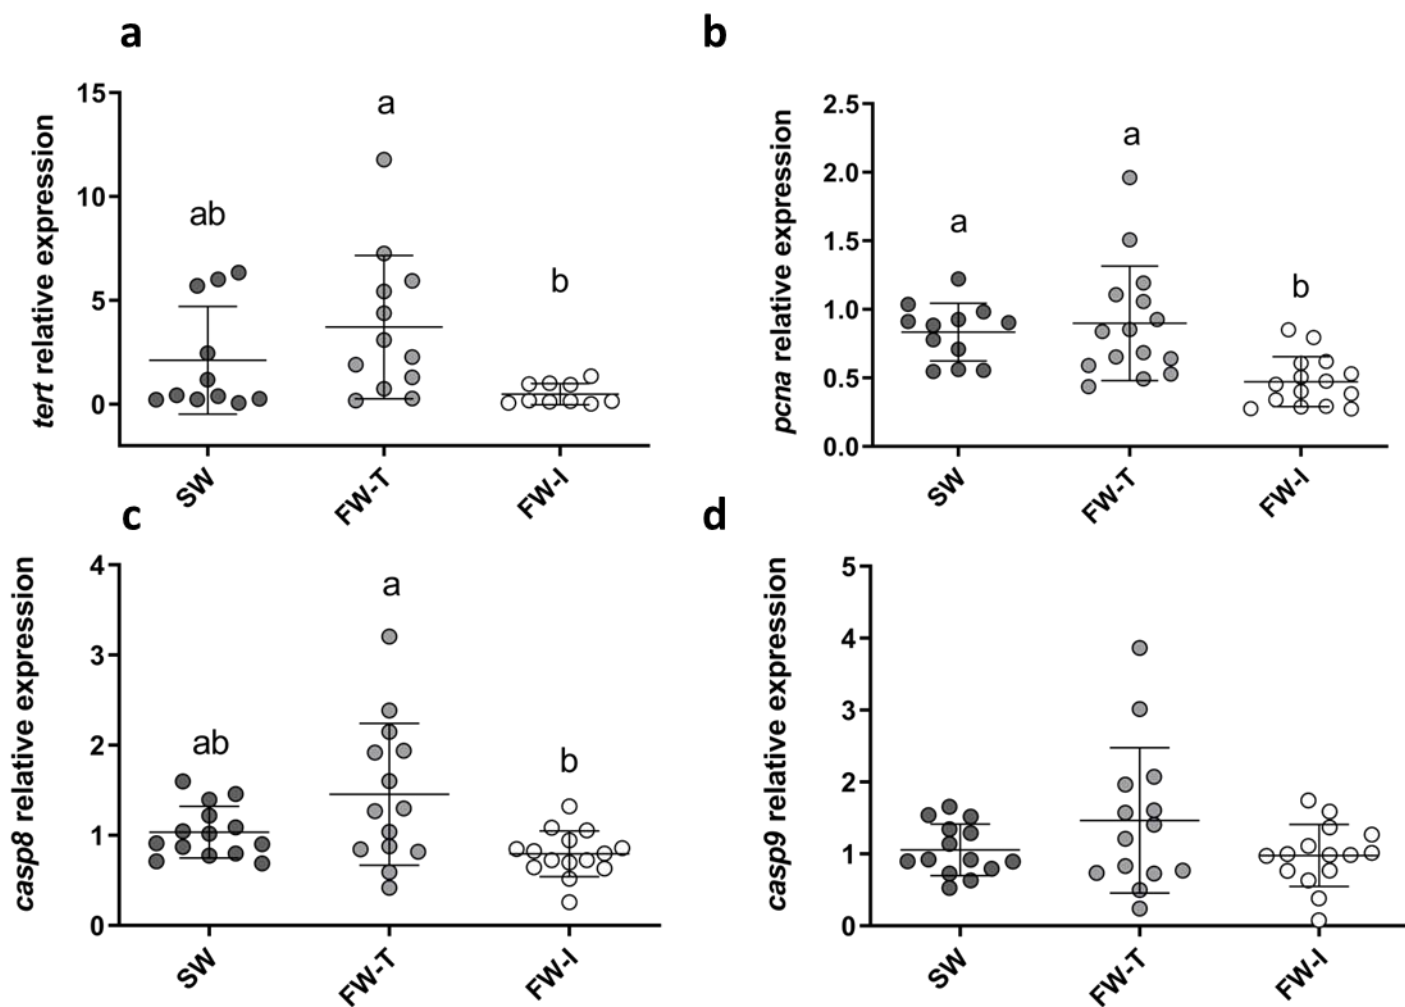 a
tert relative expression
15
10
5
0
ab
a
b
SW
FW-T
FW-I
b
pcna relative expression
2.5
2.0
1.5
1.0
0.5
0.0
a
a
b
SW
FW-T
FW-I
c
casp8 relative expression
4
3
2
1
0
ab
a
b
SW
FW-T
FW-I
d
casp9 relative expression
5
4
3
2
1
0
SW
FW-T
FW-I